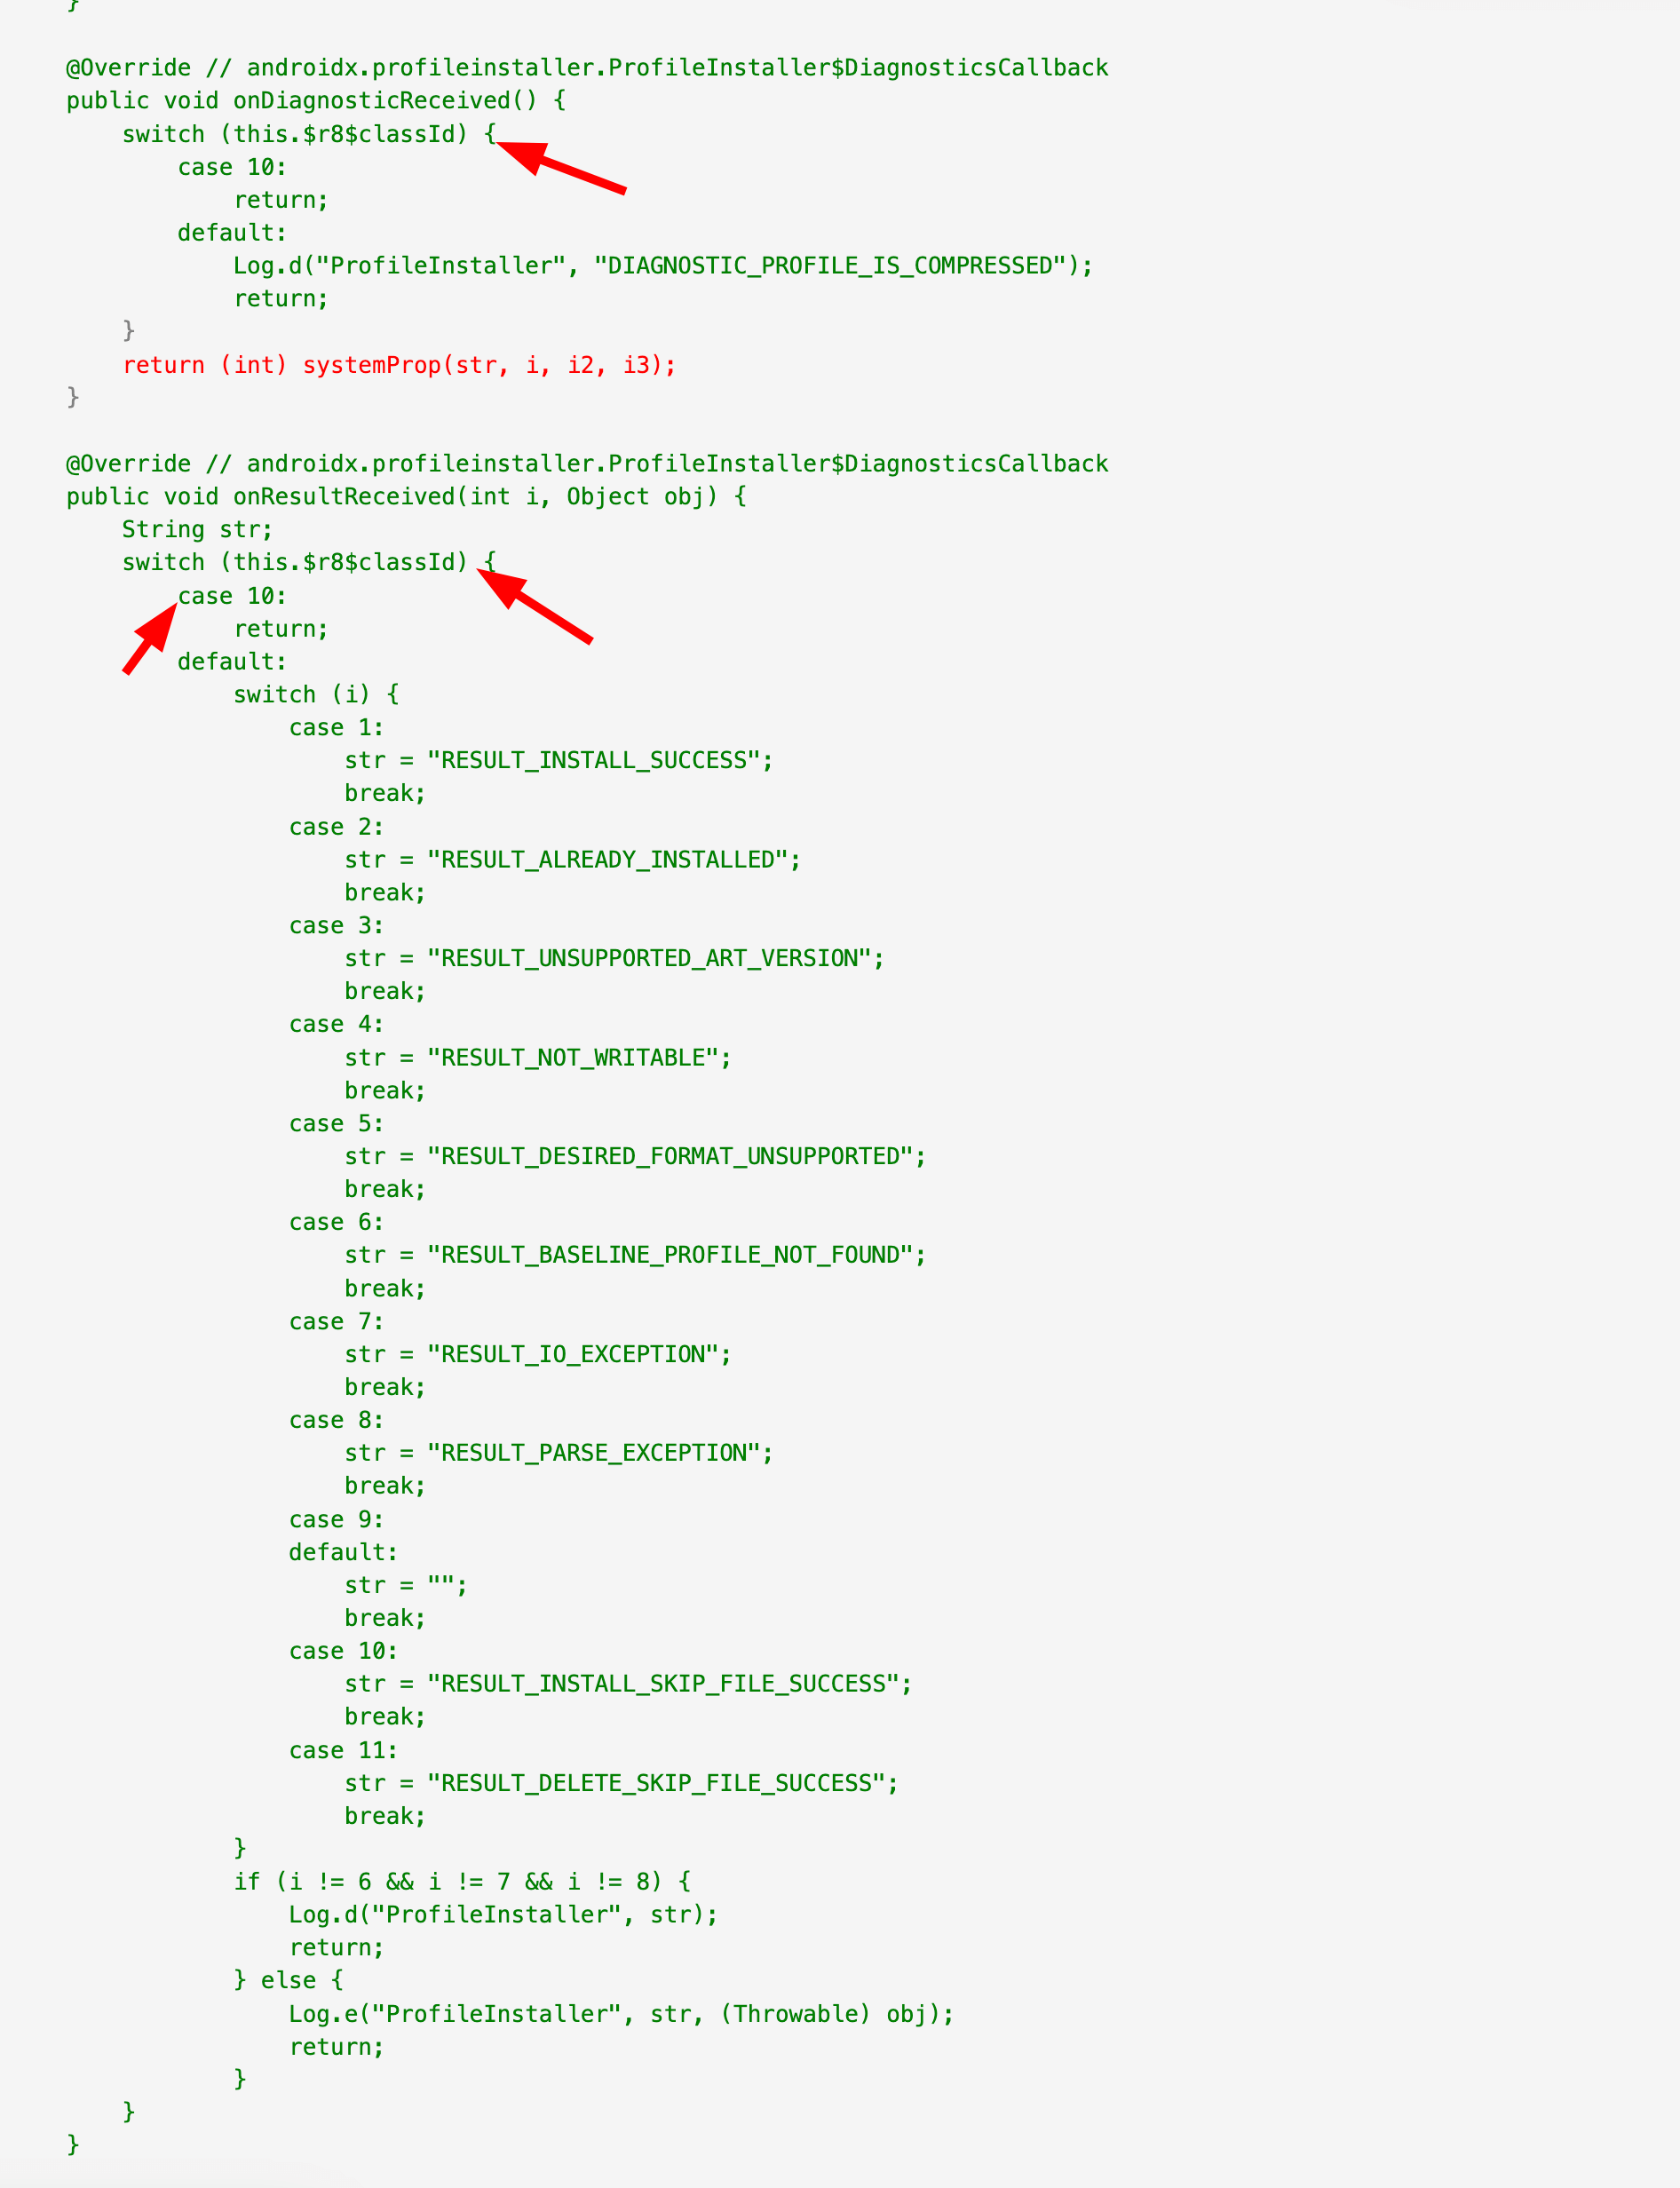 }
@Override // androidx.profileinstaller.ProfileInstaller$DiagnosticsCallback
public void onDiagnosticReceived() {
switch (this.$r8$classId) {
case 10:
return;
default:
Log.d("ProfileInstaller", "DIAGNOSTIC_PROFILE_IS_COMPRESSED");
return;
}
return (int) systemProp(str, i, i2, i3);
}
@Override // androidx.profileinstaller.ProfileInstaller$DiagnosticsCallback
public void onResultReceived(int i, Object obj) {
String str;
switch (this.$r8$classId) {
case 10:
return;
default:
switch (i) {
case 1:
str = "RESULT_INSTALL_SUCCESS";
break;
case 2:
str = "RESULT_ALREADY_INSTALLED";
break;
case 3:
str = "RESULT_UNSUPPORTED_ART_VERSION";
break;
case 4:
str = "RESULT_NOT_WRITABLE";
break;
case 5:
str = "RESULT_DESIRED_FORMAT_UNSUPPORTED";
break;
case 6:
str = "RESULT_BASELINE_PROFILE_NOT_FOUND";
break;
case 7:
str = "RESULT_IO_EXCEPTION";
break;
case 8:
str = "RESULT_PARSE_EXCEPTION";
break;
case 9:
default:
str = "";
break;
case 10:
str = "RESULT_INSTALL_SKIP_FILE_SUCCESS";
break;
case 11:
str = "RESULT_DELETE_SKIP_FILE_SUCCESS";
break;
}
if (i != 6 && i != 7 && i != 8) {
Log.d("ProfileInstaller", str);
return;
} else {
Log.e("ProfileInstaller", str, (Throwable) obj);
return;
}
}
}